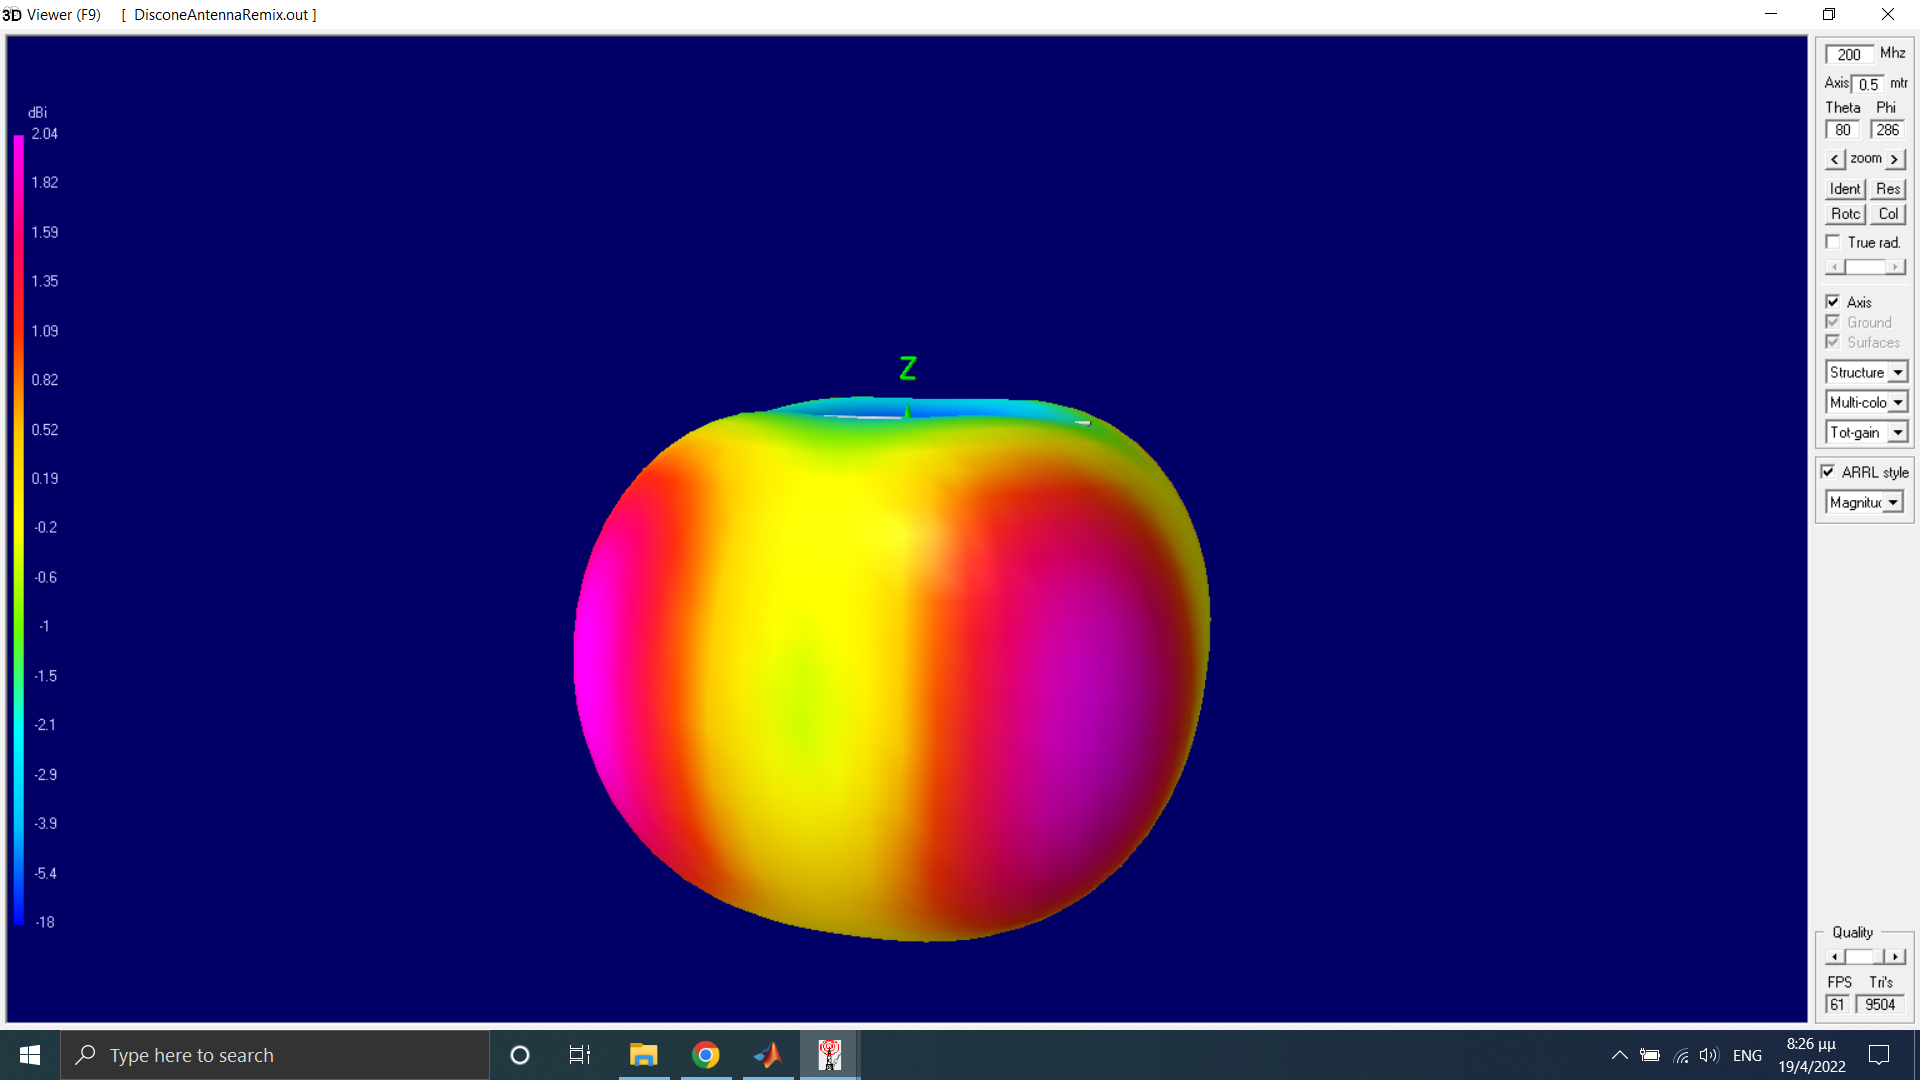 3D Viewer (F9) [ DisconeAntennaRemix.out ]
dBi
2.04
1.82
1.59
1.35
1.09
0.82
0.52
0.19
-0.2
-0.6
-1
-1.5
-2.1
-2.9
-3.9
-5.4
-18
Z
200 Mhz
Axis 0.5 mtr
Theta Phi
80 286
< zoom >
Ident Res
Rotc Col
True rad.
Axis
Ground
Surfaces
Structure
Multi-colo
Tot-gain
ARRL style
Magnituc
Quality
FPS Tri's
61 9504
Type here to search
ENG
8:26 μμ
19/4/2022